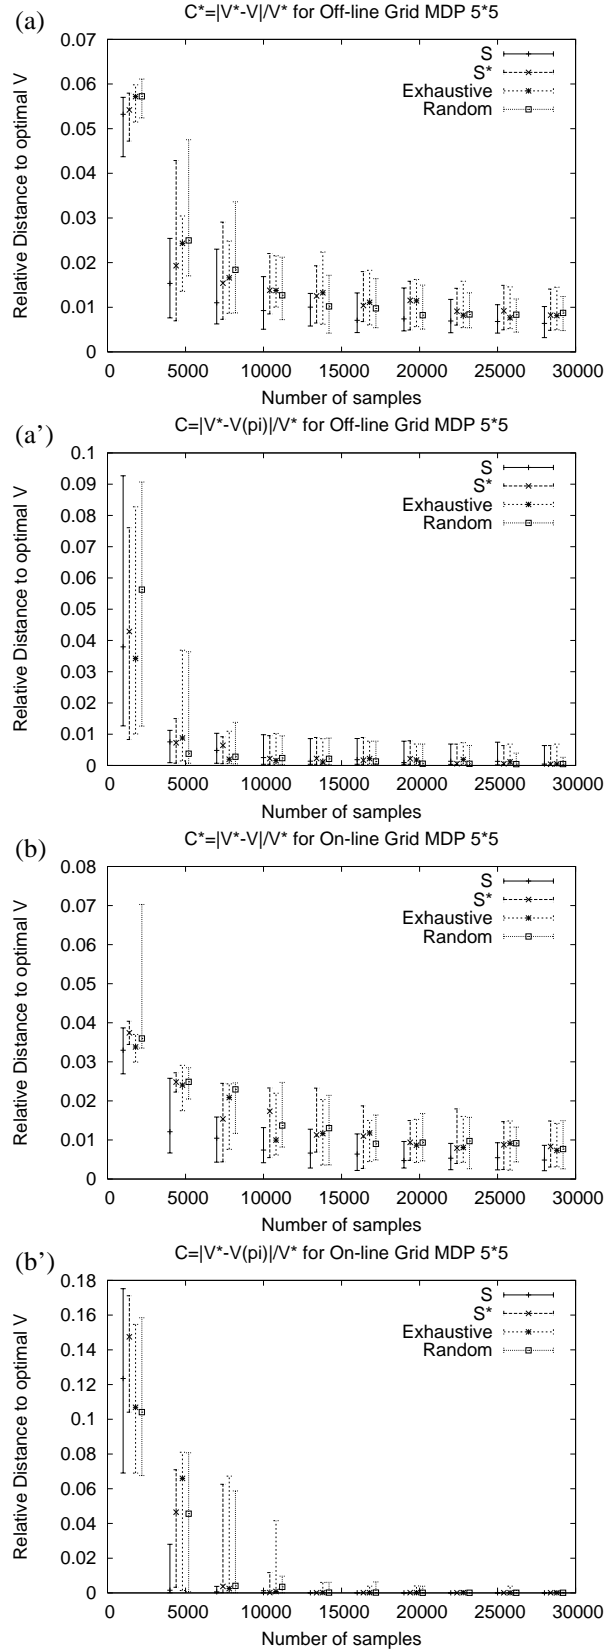 (a)
C*=|V*-V|/V* for Off-line Grid MDP 5*5
Relative Distance to optimal V
0.07
0.06
0.05
0.04
0.03
0.02
0.01
0
S
S*
Exhaustive
Random
0 5000 10000 15000 20000 25000 30000
Number of samples
(a’)
C=|V*-V(pi)|/V* for Off-line Grid MDP 5*5
Relative Distance to optimal V
0.1
0.09
0.08
0.07
0.06
0.05
0.04
0.03
0.02
0.01
0
S
S*
Exhaustive
Random
0 5000 10000 15000 20000 25000 30000
Number of samples
(b)
C*=|V*-V|/V* for On-line Grid MDP 5*5
Relative Distance to optimal V
0.08
0.07
0.06
0.05
0.04
0.03
0.02
0.01
0
S
S*
Exhaustive
Random
0 5000 10000 15000 20000 25000 30000
Number of samples
(b’)
C=|V*-V(pi)|/V* for On-line Grid MDP 5*5
Relative Distance to optimal V
0.18
0.16
0.14
0.12
0.1
0.08
0.06
0.04
0.02
0
S
S*
Exhaustive
Random
0 5000 10000 15000 20000 25000 30000
Number of samples